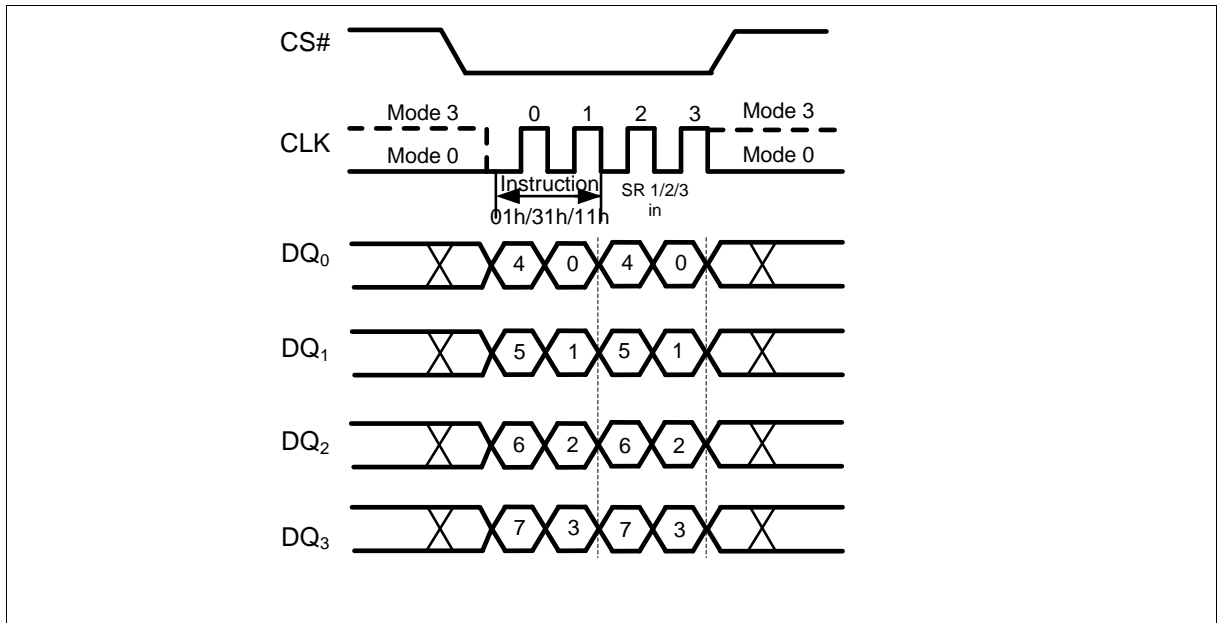 CS#
Mode 3 0 1 2 3 Mode 3
CLK
Mode 0 Mode 0
Instruction SR 1/2/3
01h/31h/11h in
DQ0 4 0 4 0
DQ1 5 1 5 1
DQ2 6 2 6 2
DQ3 7 3 7 3